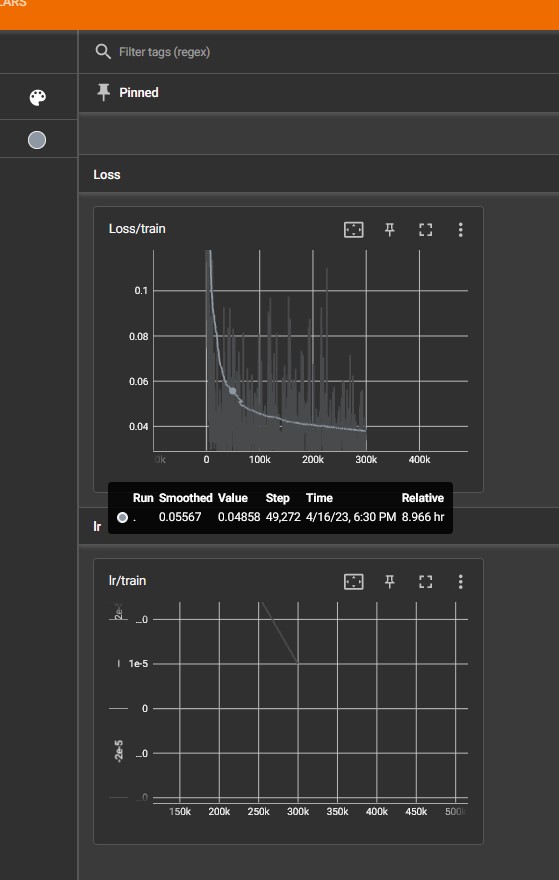 LARS
Filter tags (regex)
Pinned
Loss
Loss/train
0.1
0.08
0.06
0.04
0k 0 100k 200k 300k 400k
Run Smoothed Value Step Time Relative
. 0.05567 0.04858 49,272 4/16/23, 6:30 PM 8.966 hr
lr
lr/train
2e-
...0
1e-5
0
...0
-2e-5
...0
150k 200k 250k 300k 350k 400k 450k 500k